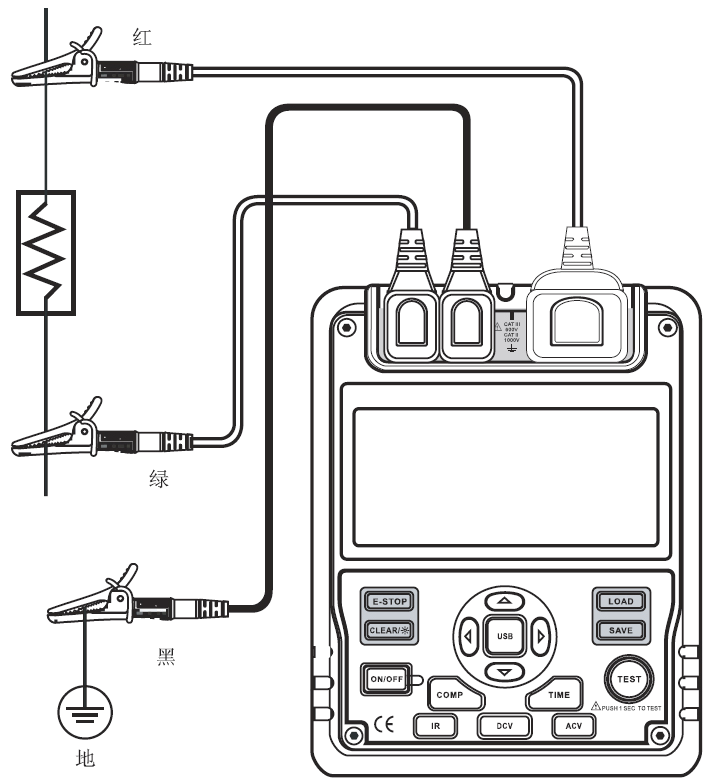 红
绿
黑
地
CAT III
600V
CAT II
1000V
E-STOP
LOAD
CLEAR/
USB
SAVE
ON/OFF
TEST
COMP
TIME
PUSH 1 SEC TO TEST
CE
IR
DCV
ACV